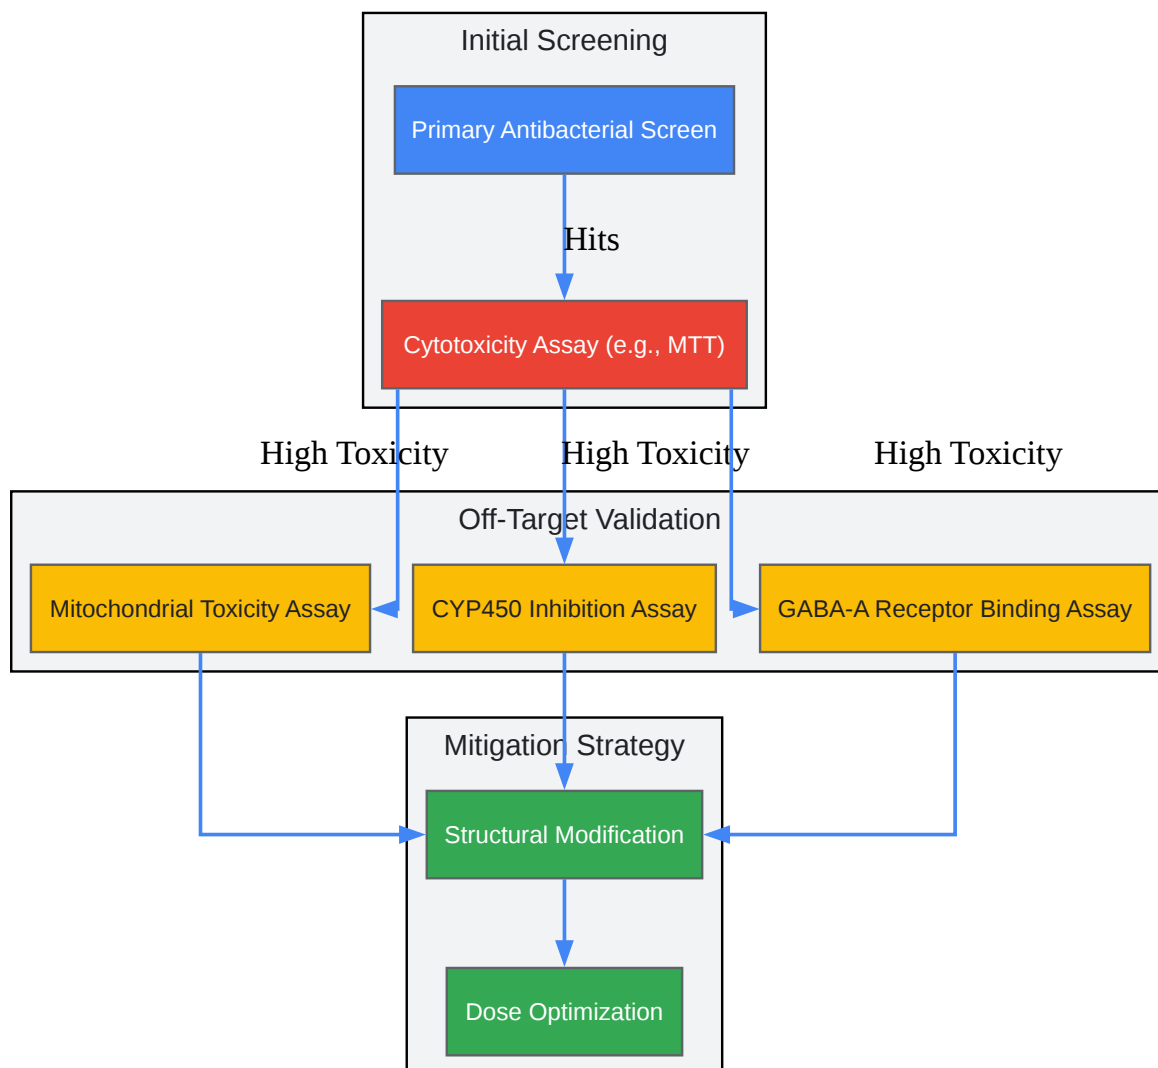 Initial Screening
Primary Antibacterial Screen
Hits
Cytotoxicity Assay (e.g., MTT)
High Toxicity
High Toxicity
High Toxicity
Off-Target Validation
Mitochondrial Toxicity Assay
CYP450 Inhibition Assay
GABA-A Receptor Binding Assay
Mitigation Strategy
Structural Modification
Dose Optimization